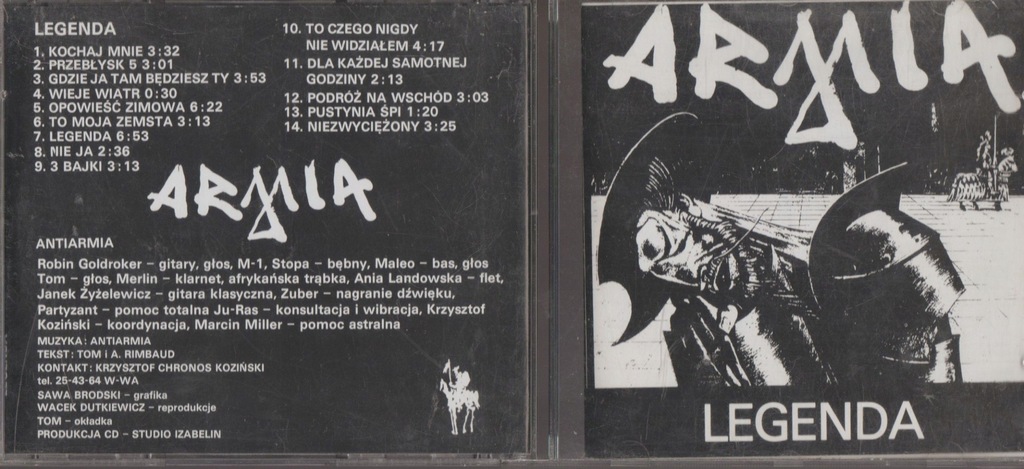 LEGENDA
1. KOCHAJ MNIE 3:32
2. PRZEBŁYSK 5 3:01
3. GDZIE JA TAM BĘDZIESZ TY 3:53
4. WIEJE WIATR 0:30
5. OPOWIEŚĆ ZIMOWA 6:22
6. TO MOJA ZEMSTA 3:13
7. LEGENDA 6:53
8. NIE JA 2:36
9. 3 BAJKI 3:13
10. TO CZEGO NIGDY
NIE WIDZIAŁEM 4:17
11. DLA KAŻDEJ SAMOTNEJ
GODZINY 2:13
12. PODRÓŻ NA WSCHÓD 3:03
13. PUSTYNIA ŚPI 1:20
14. NIEZWYCIĘŻONY 3:25
ARMIA
ANTIARMIA
Robin Goldroker – gitary, głos, M-1, Stopa – bębny, Maleo – bas, głos
Tom – głos, Merlin – klarnet, afrykańska trąbka, Ania Landowska – flet,
Janek Żyżelewicz – gitara klasyczna, Zuber – nagranie dźwięku,
Partyzant – pomoc totalna Ju-Ras – konsultacja i wibracja, Krzysztof
Koziński – koordynacja, Marcin Miller – pomoc astralna
MUZYKA: ANTIARMIA
TEKST: TOM i A. RIMBAUD
KONTAKT: KRZYSZTOF CHRONOS KOZIŃSKI
tel. 25-43-64 W-WA
SAWA BRODSKI – grafika
WACEK DUTKIEWICZ – reprodukcje
TOM – okładka
PRODUKCJA CD – STUDIO IZABELIN
ARMIA
LEGENDA